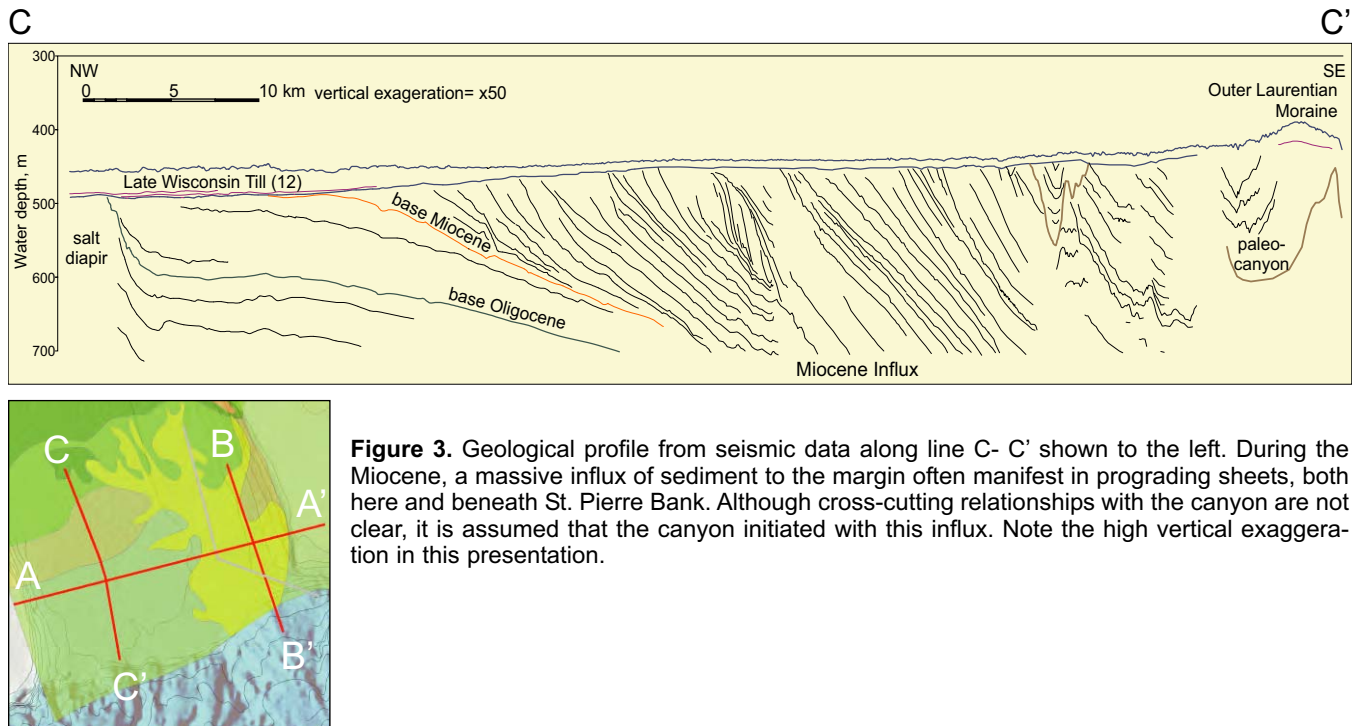 C C’
300
NW SE
0 5 10 km vertical exageration= x50
Outer Laurentian
Moraine
400
Water depth, m
Late Wisconsin Till (12)
500
base Miocene
salt
diapir
paleo-
canyon
600
base Oligocene
700
Miocene Influx
C
B
A’
A
B’
C’
Figure 3. Geological profile from seismic data along line C- C’ shown to the left. During the
Miocene, a massive influx of sediment to the margin often manifest in prograding sheets, both
here and beneath St. Pierre Bank. Although cross-cutting relationships with the canyon are not
clear, it is assumed that the canyon initiated with this influx. Note the high vertical exaggera-
tion in this presentation.